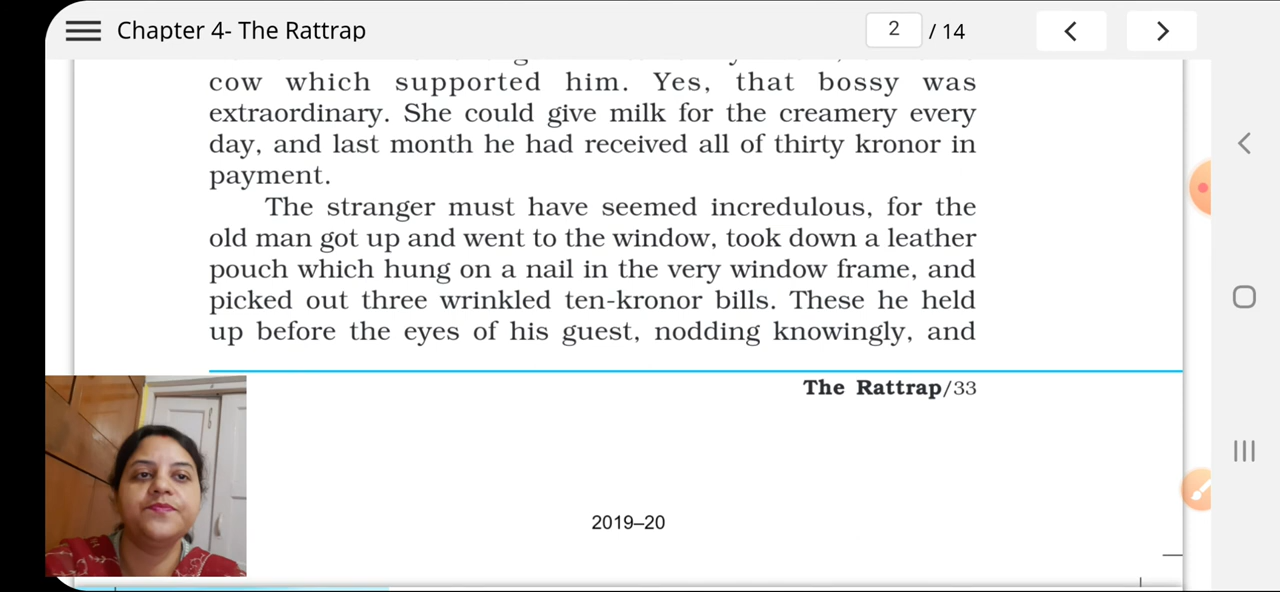 Chapter 4- The Rattrap
2 / 14
cow which supported him. Yes, that bossy was
extraordinary. She could give milk for the creamery every
day, and last month he had received all of thirty kronor in
payment.
The stranger must have seemed incredulous, for the
old man got up and went to the window, took down a leather
pouch which hung on a nail in the very window frame, and
picked out three wrinkled ten-kronor bills. These he held
up before the eyes of his guest, nodding knowingly, and
The Rattrap/33
2019–20